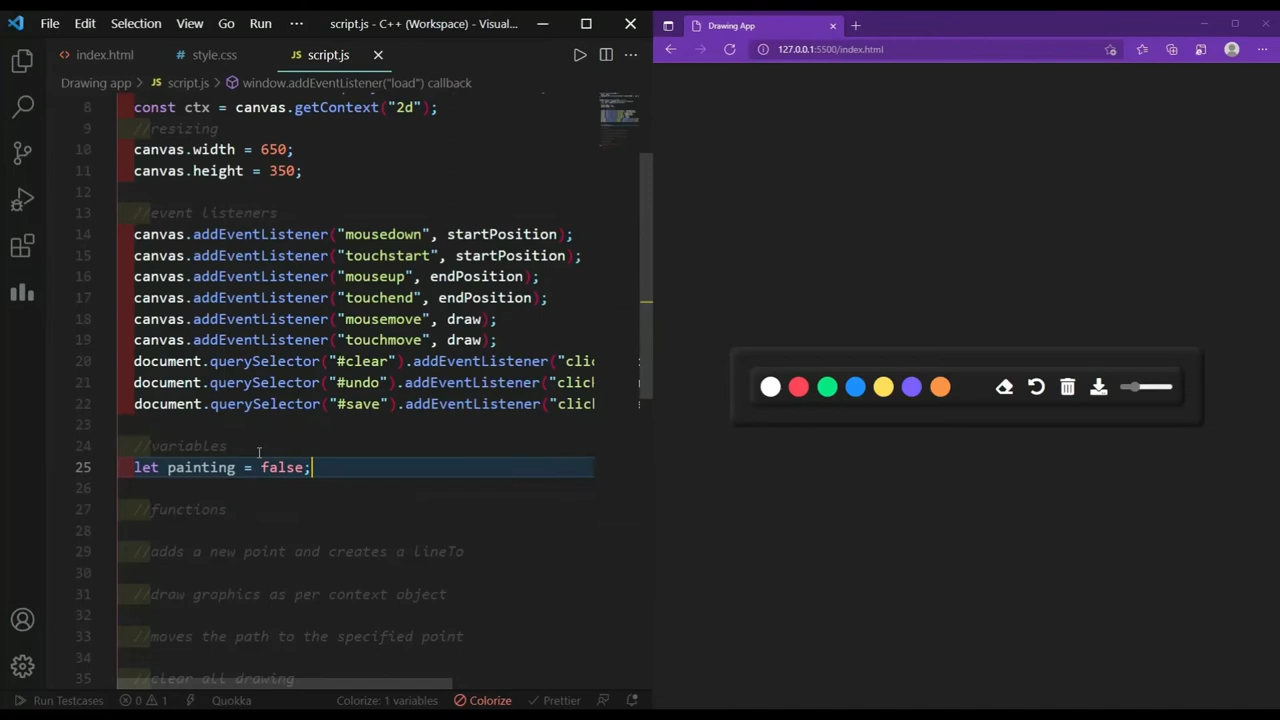 File Edit Selection View Go Run ··· script.js - C++ (Workspace) - Visual...
index.html style.css JS script.js
Drawing app > JS script.js > window.addEventListener("load") callback
8 const ctx = canvas.getContext("2d");
9 //resizing
10 canvas.width = 650;
11 canvas.height = 350;
12
13 //event listeners
14 canvas.addEventListener("mousedown", startPosition);
15 canvas.addEventListener("touchstart", startPosition);
16 canvas.addEventListener("mouseup", endPosition);
17 canvas.addEventListener("touchend", endPosition);
18 canvas.addEventListener("mousemove", draw);
19 canvas.addEventListener("touchmove", draw);
20 document.querySelector("#clear").addEventListener("clic
21 document.querySelector("#undo").addEventListener("click
22 document.querySelector("#save").addEventListener("click
23
24 //variables
25 let painting = false;
26
27 //functions
28
29 //adds a new point and creates a lineTo
30
31 //draw graphics as per context object
32
33 //moves the path to the specified point
34
35 //clear all drawing
Run Testcases 0 1 Quokka Colorize: 1 variables Colorize Prettier
Drawing App
127.0.0.1:5500/index.html